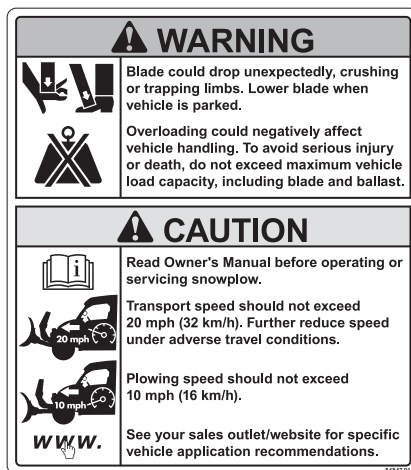 WARNING
Blade could drop unexpectedly, crushing
or trapping limbs. Lower blade when
vehicle is parked.
Overloading could negatively affect
vehicle handling. To avoid serious injury
or death, do not exceed maximum vehicle
load capacity, including blade and ballast.
CAUTION
i
Read Owner's Manual before operating or
servicing snowplow.
20 mph
Transport speed should not exceed
20 mph (32 km/h). Further reduce speed
under adverse travel conditions.
10 mph
Plowing speed should not exceed
10 mph (16 km/h).
www.
See your sales outlet/website for specific
vehicle application recommendations.